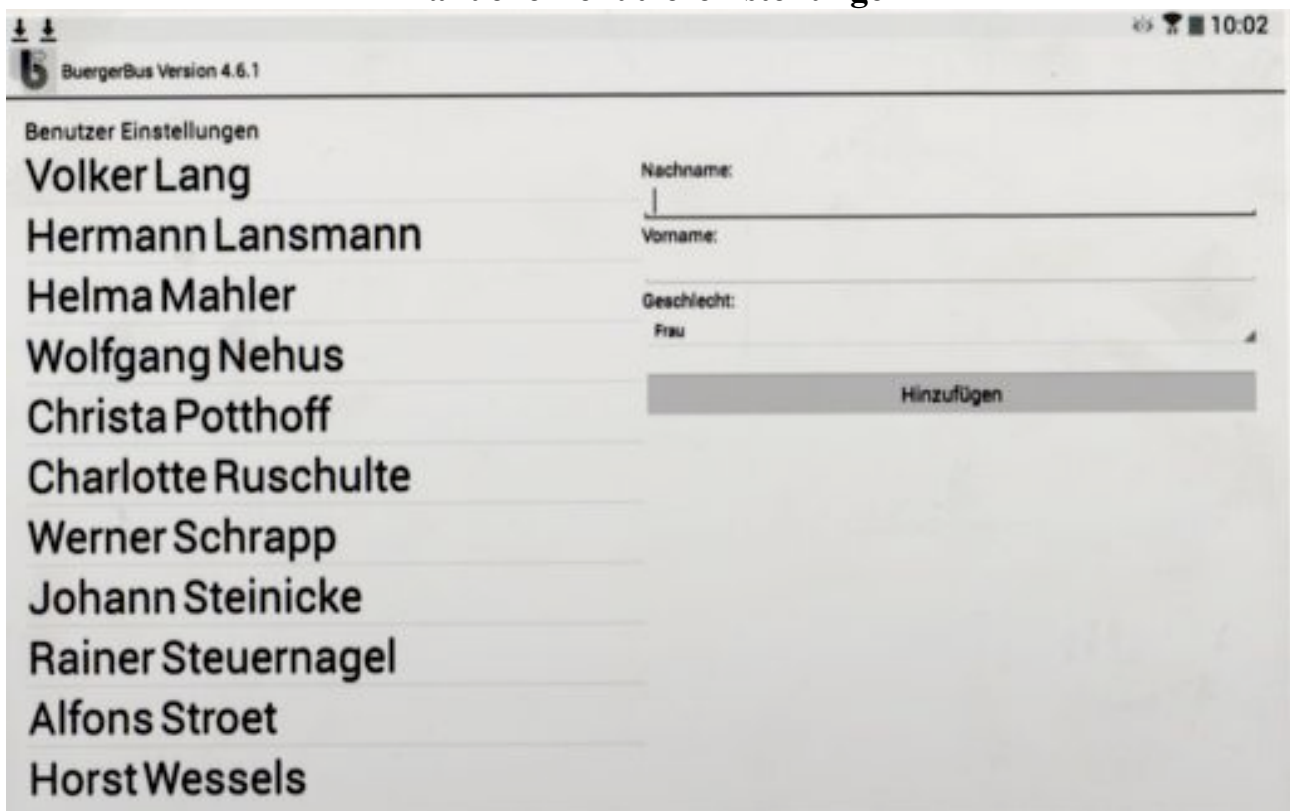 10:02
BuergerBus Version 4.6.1
Benutzer Einstellungen
Volker Lang
Hermann Lansmann
Helma Mahler
Wolfgang Nehus
Christa Potthoff
Charlotte Ruschulte
Werner Schrapp
Johann Steinicke
Rainer Steuernagel
Alfons Stroet
Horst Wessels
Nachname:
Vorname:
Geschlecht:
Frau
Hinzufügen